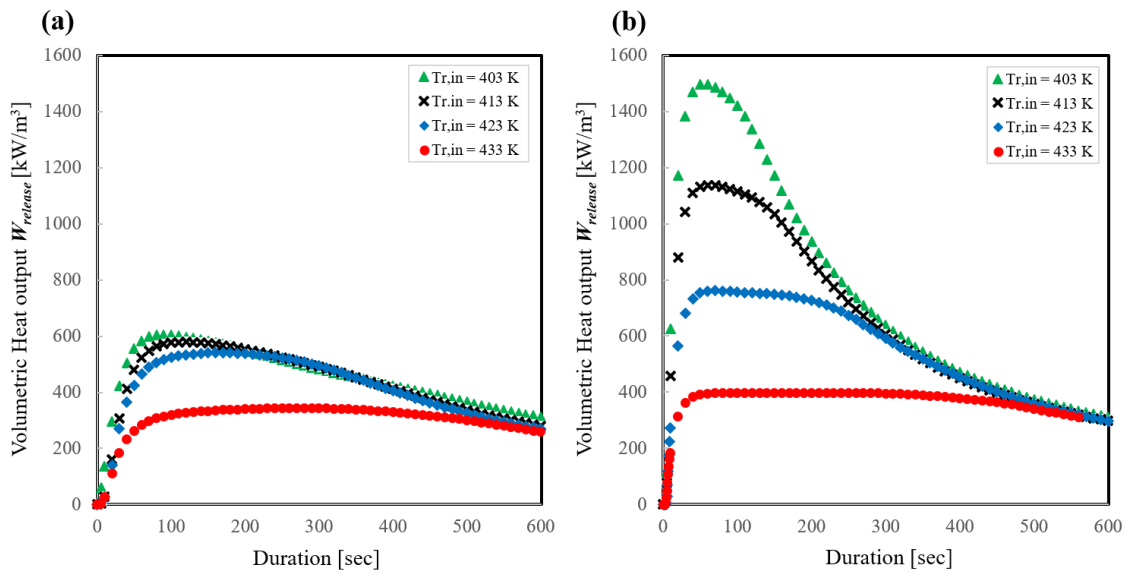 (a)
Volumetric Heat output W_release [kW/m³]
1600
1400
1200
1000
800
600
400
200
0
Tr,in = 403 K
Tr.in = 413 K
Tr,in = 423 K
Tr,in = 433 K
0 100 200 300 400 500 600
Duration [sec]
(b)
Volumetric Heat output W_release [kW/m³]
1600
1400
1200
1000
800
600
400
200
0
Tr,in = 403 K
Tr.in = 413 K
Tr,in = 423 K
Tr,in = 433 K
0 100 200 300 400 500 600
Duration [sec]